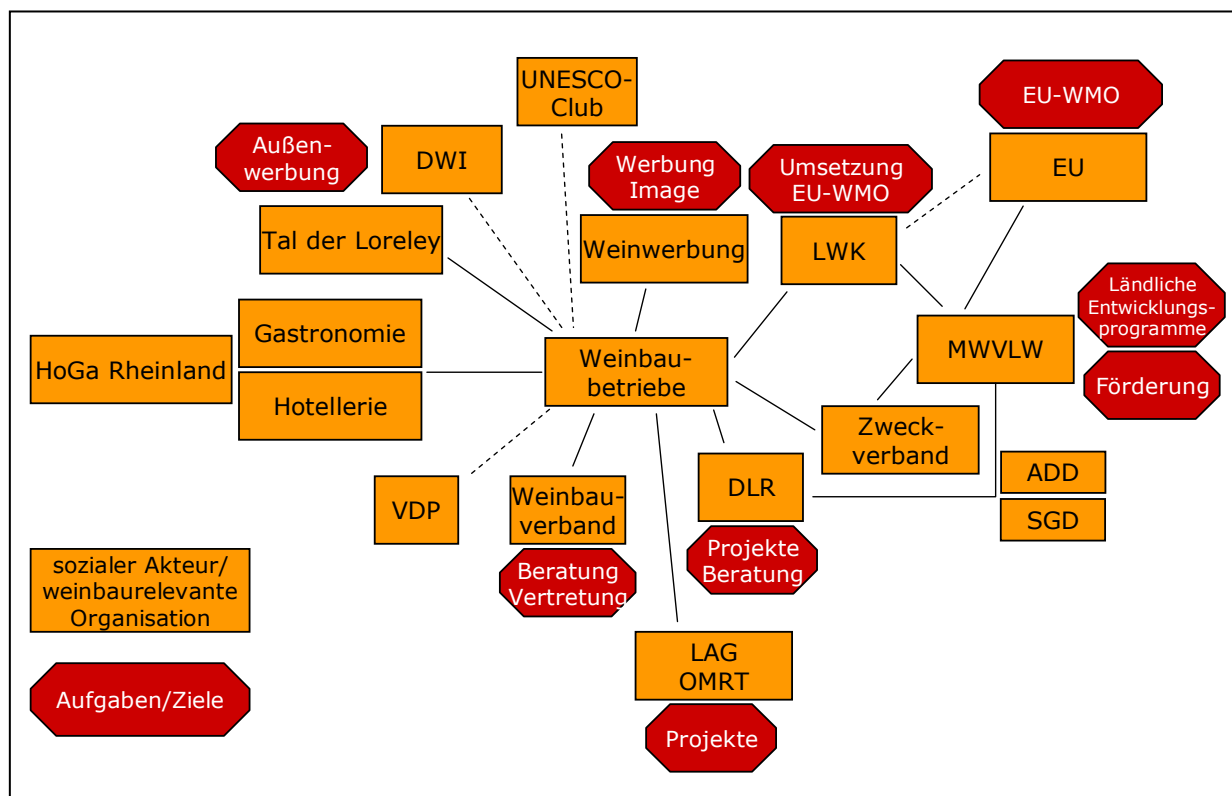 UNESCO-
Club
EU-WMO
Außen-
werbung
DWI
Werbung
Image
Umsetzung
EU-WMO
EU
Tal der Loreley
Weinwerbung
LWK
Ländliche
Entwicklungs-
programme
HoGa Rheinland
Gastronomie
Hotellerie
Weinbau-
betriebe
MWVLW
Förderung
Zweck-
verband
VDP
Weinbau-
verband
DLR
ADD
SGD
Beratung
Vertretung
Projekte
Beratung
sozialer Akteur/
weinbaurelevante
Organisation
LAG
OMRT
Aufgaben/Ziele
Projekte